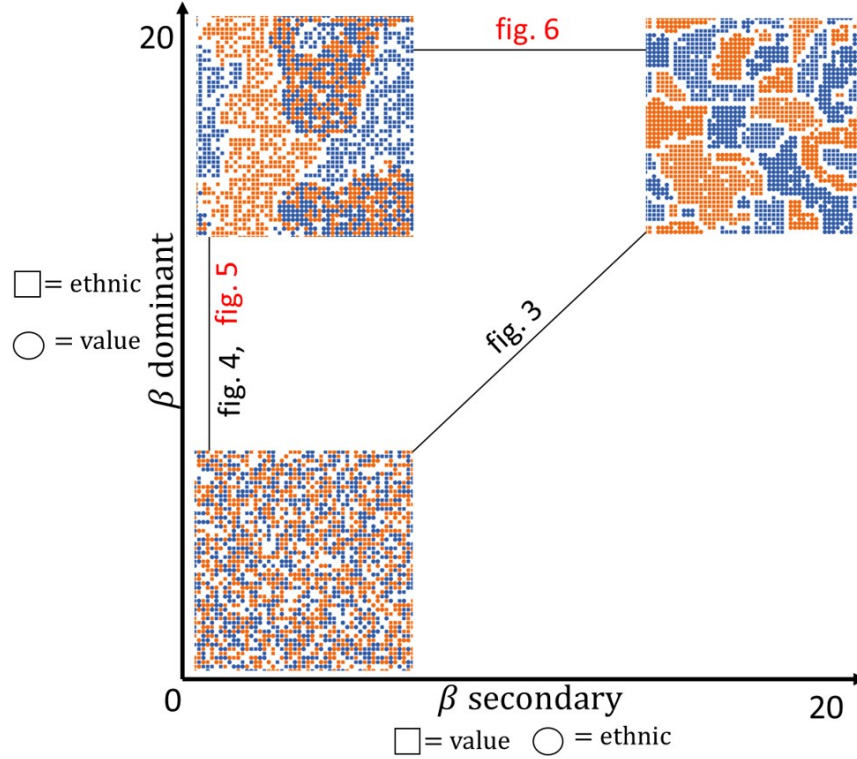 20
fig. 6
fig. 5
fig. 4,
fig. 3
β dominant
= ethnic
= value
0
β secondary
20
= value = ethnic